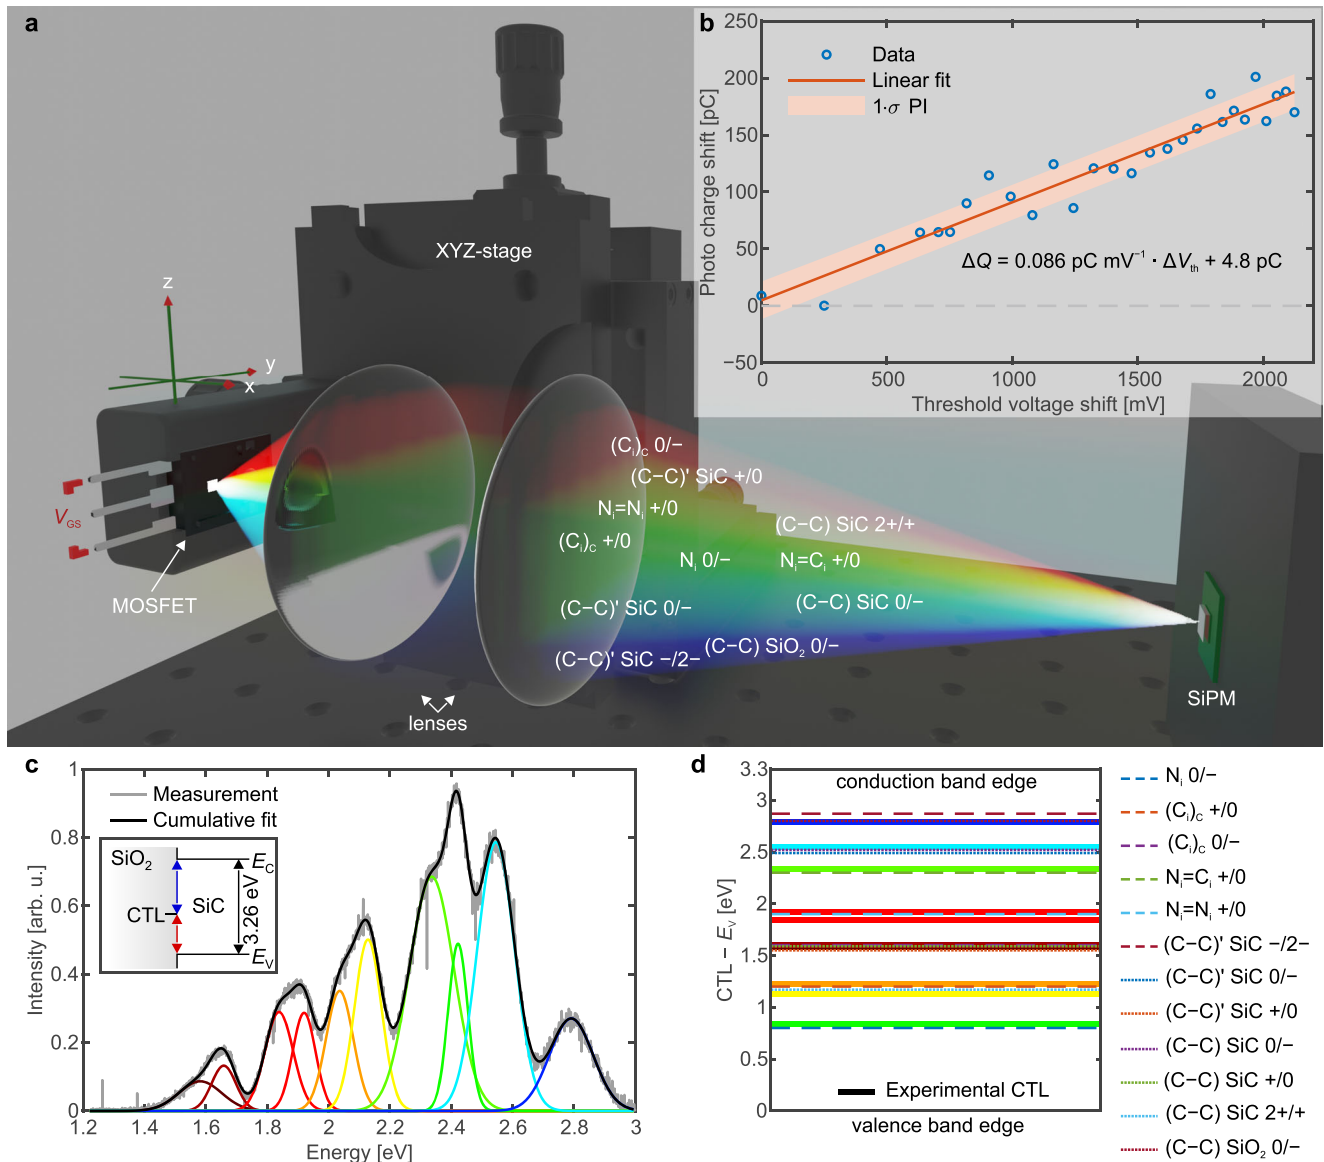 a
XYZ-stage
z
y
x
V_GS
MOSFET
lenses
SiPM
(C_i)_C 0/−
(C−C)' SiC +/0
N_i=N_i +/0
(C−C) SiC 2+/+
(C_i)_C +/0
N_i 0/−
N_i=C_i +/0
(C−C)' SiC 0/−
(C−C) SiC 0/−
(C−C) SiO₂ 0/−
(C−C)' SiC −/2−
b
Photo charge shift [pC]
250
200
150
100
50
0
−50
Data
Linear fit
1·σ PI
ΔQ = 0.086 pC mV⁻¹ · ΔV_th + 4.8 pC
0 500 1000 1500 2000
Threshold voltage shift [mV]
c
Intensity [arb. u.]
1
0.8
0.6
0.4
0.2
0
Measurement
Cumulative fit
SiO₂
E_C
CTL
SiC
3.26 eV
E_V
1.2 1.4 1.6 1.8 2 2.2 2.4 2.6 2.8 3
Energy [eV]
d
CTL − E_V [eV]
3.3
3
2.5
2
1.5
1
0.5
0
conduction band edge
Experimental CTL
valence band edge
N_i 0/−
(C_i)_C +/0
(C_i)_C 0/−
N_i=C_i +/0
N_i=N_i +/0
(C−C)' SiC −/2−
(C−C)' SiC 0/−
(C−C)' SiC +/0
(C−C) SiC 0/−
(C−C) SiC +/0
(C−C) SiC 2+/+
(C−C) SiO₂ 0/−